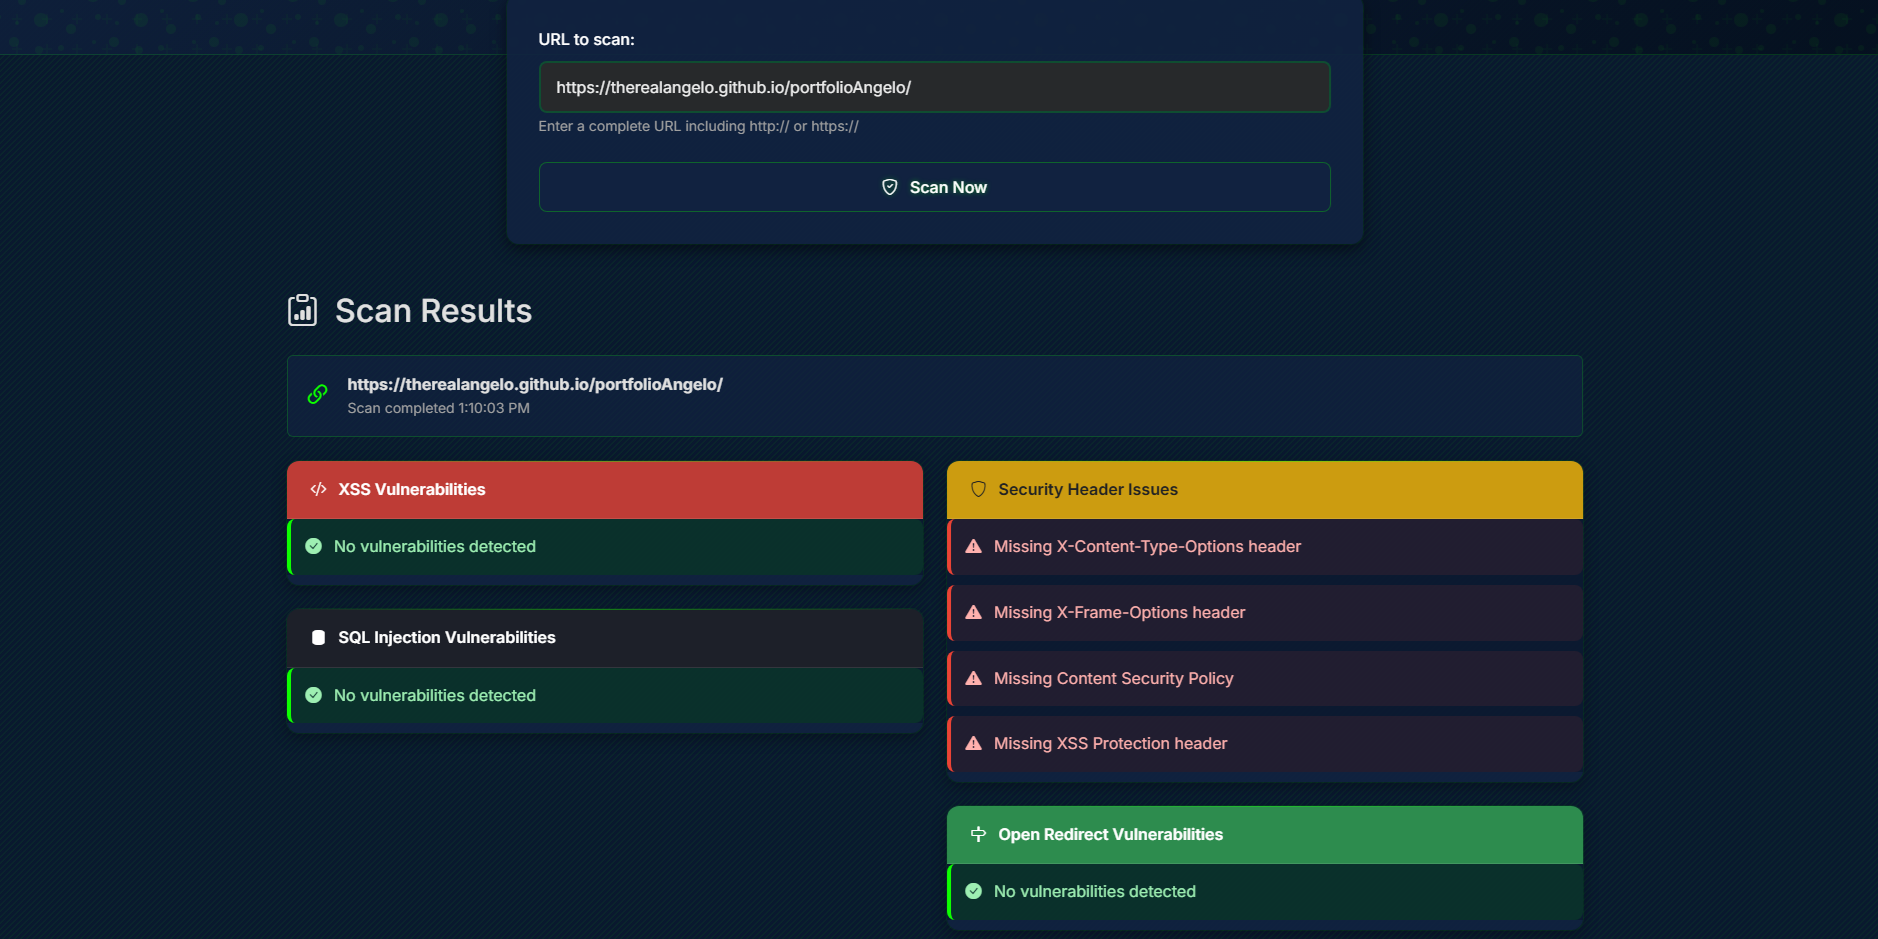 URL to scan:
https://therealangelo.github.io/portfolioAngelo/
Enter a complete URL including http:// or https://
Scan Now
Scan Results
https://therealangelo.github.io/portfolioAngelo/
Scan completed 1:10:03 PM
XSS Vulnerabilities
No vulnerabilities detected
SQL Injection Vulnerabilities
No vulnerabilities detected
Security Header Issues
Missing X-Content-Type-Options header
Missing X-Frame-Options header
Missing Content Security Policy
Missing XSS Protection header
Open Redirect Vulnerabilities
No vulnerabilities detected